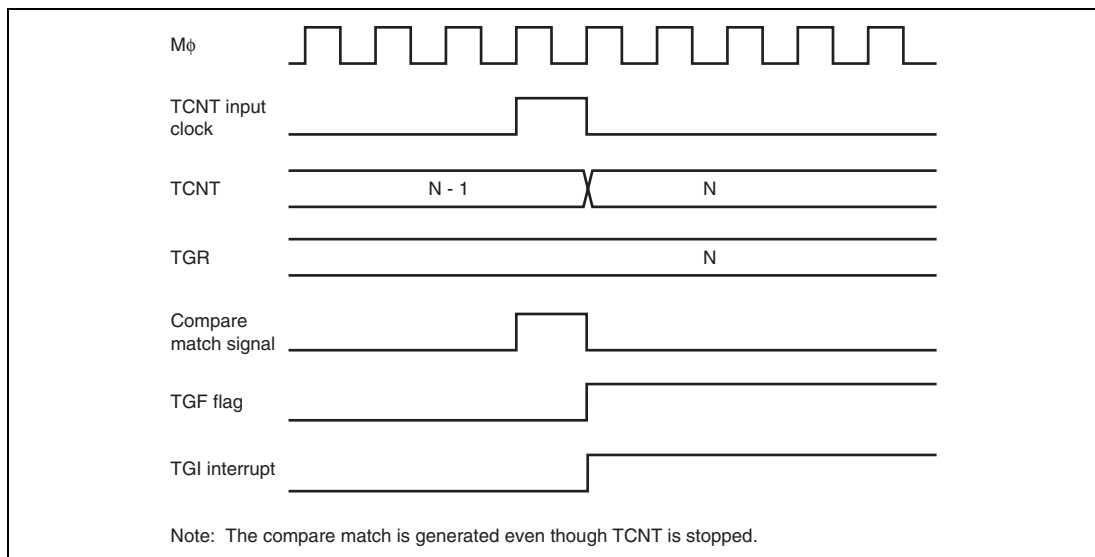 Mφ
TCNT input
clock
TCNT
N - 1
N
TGR
N
Compare
match signal
TGF flag
TGI interrupt
Note: The compare match is generated even though TCNT is stopped.